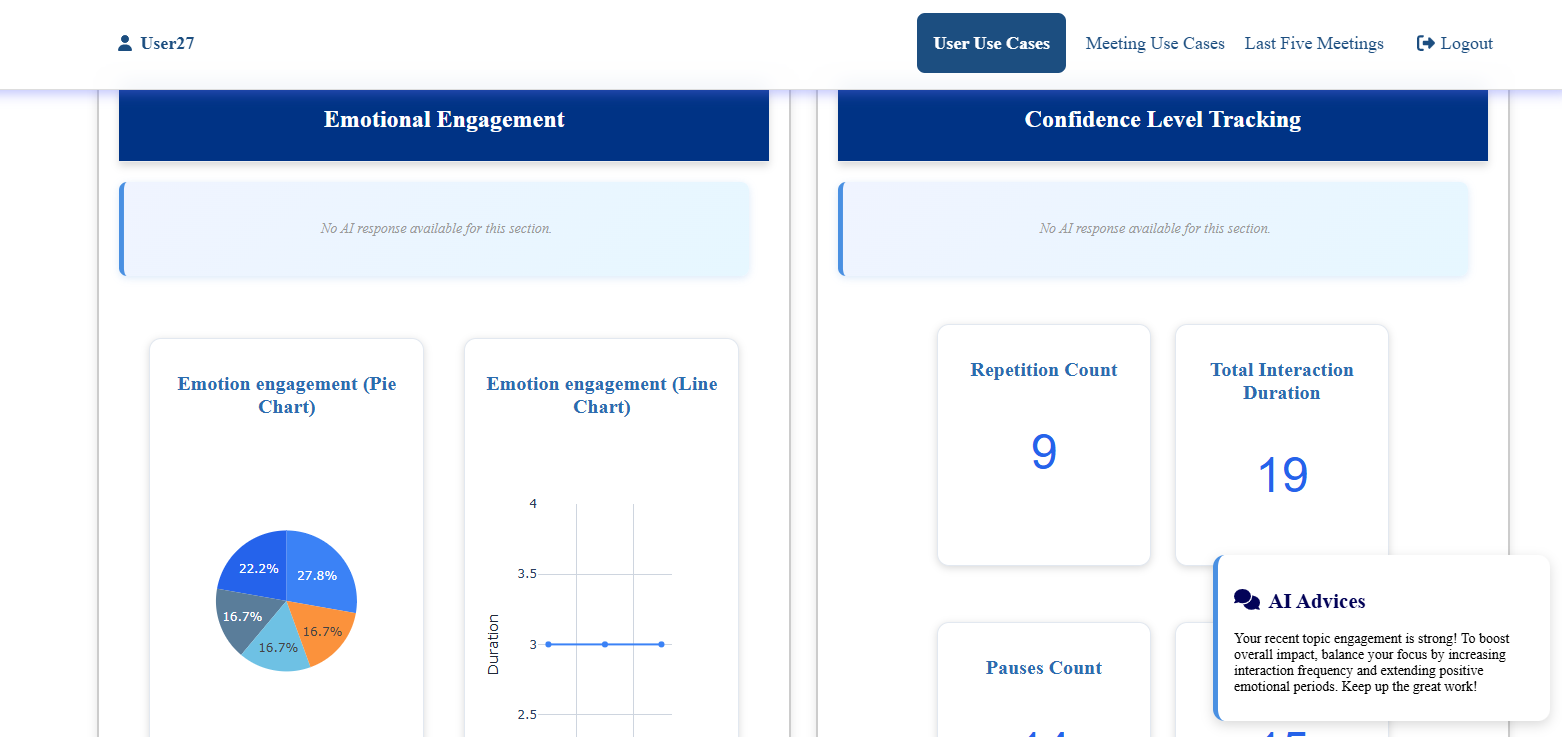 User27
User Use Cases
Meeting Use Cases
Last Five Meetings
Logout
Emotional Engagement
No AI response available for this section.
Emotion engagement (Pie
Chart)
27.8%
22.2%
16.7%
16.7%
16.7%
Emotion engagement (Line
Chart)
4
3.5
3
2.5
Duration
Confidence Level Tracking
No AI response available for this section.
Repetition Count
9
Total Interaction
Duration
19
Pauses Count
AI Advices
Your recent topic engagement is strong! To boost
overall impact, balance your focus by increasing
interaction frequency and extending positive
emotional periods. Keep up the great work!